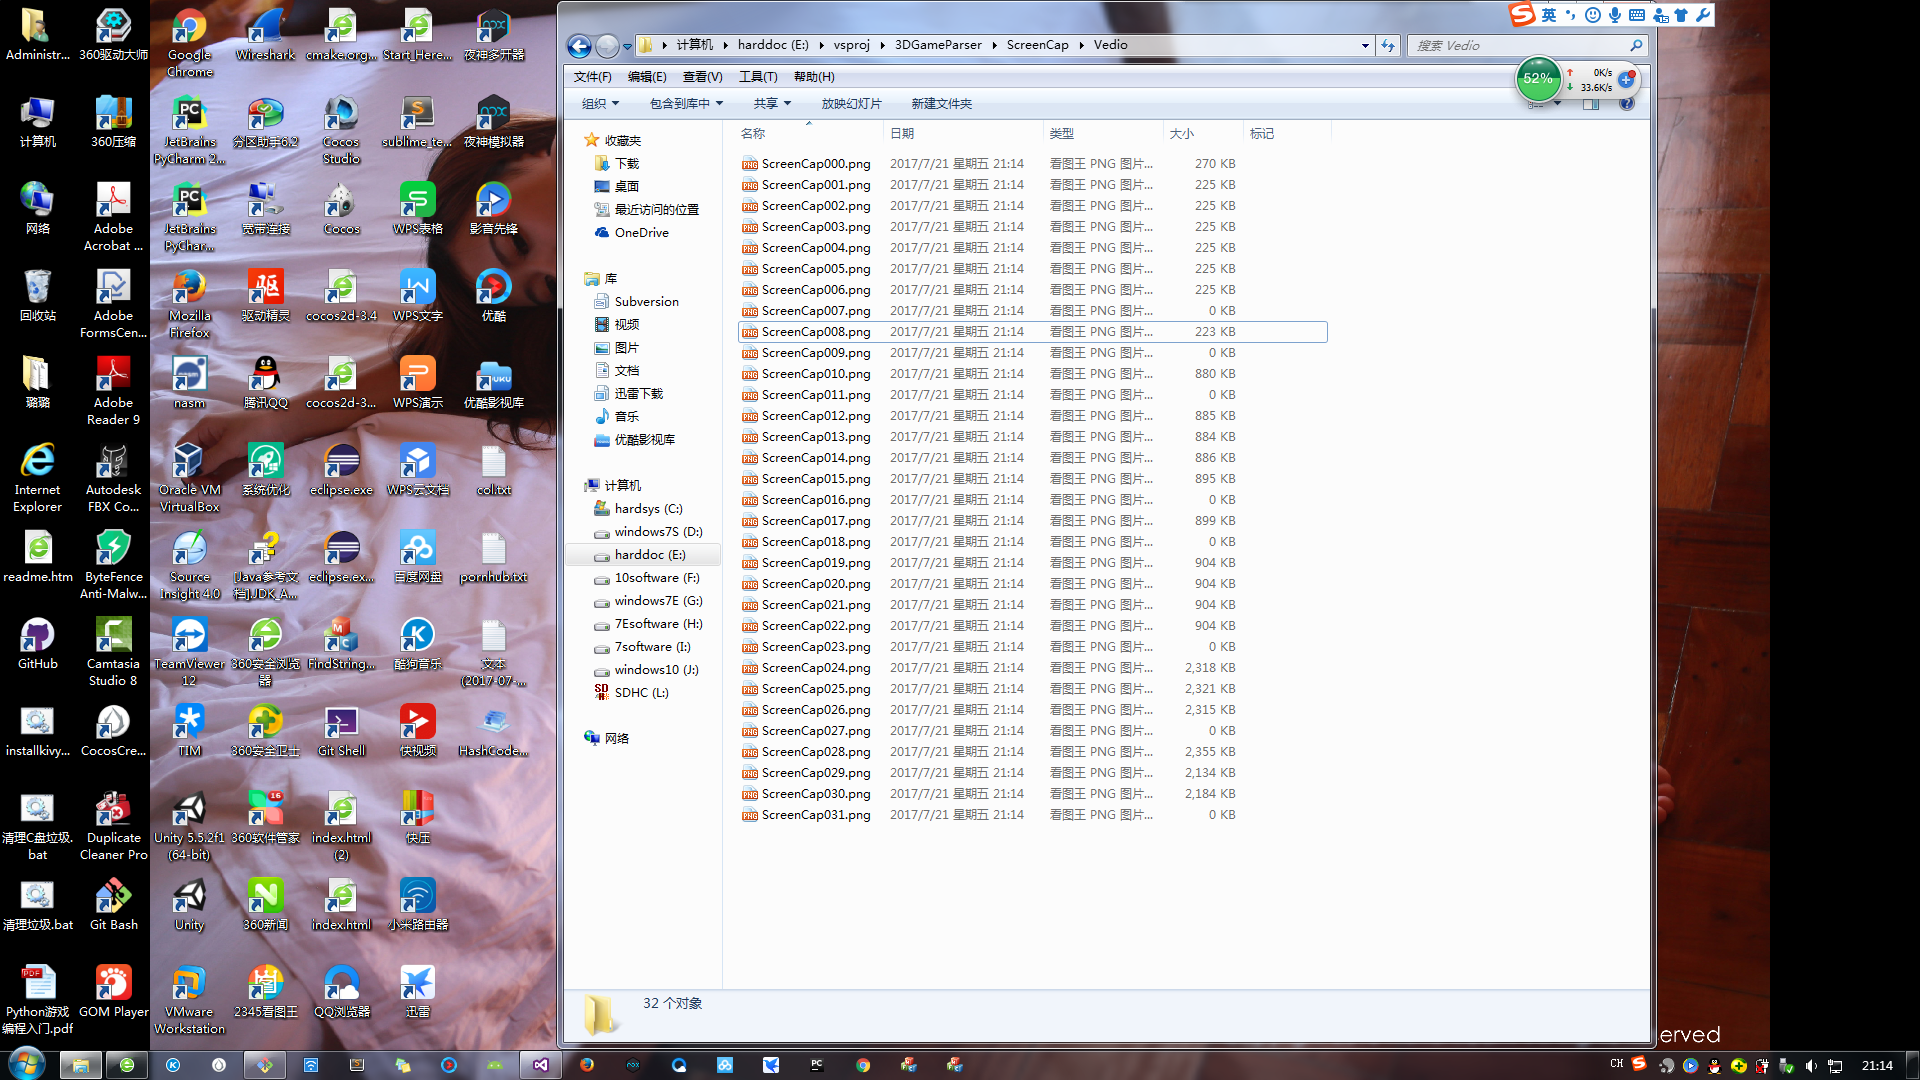 Administr...
360驱动大师
Google Chrome
Wireshark
cmake.org...
Start_Here...
夜神多开器
计算机
360压缩
JetBrains PyCharm 2...
分区助手6.2
Cocos Studio
sublime_te...
夜神模拟器
网络
Adobe Acrobat ...
JetBrains PyChar...
宽带连接
Cocos
WPS表格
影音先锋
回收站
Adobe FormsCen...
Mozilla Firefox
驱动精灵
cocos2d-3.4
WPS文字
优酷
璐璐
Adobe Reader 9
nasm
腾讯QQ
cocos2d-3...
WPS演示
优酷影视库
Internet Explorer
Autodesk FBX Co...
Oracle VM VirtualBox
系统优化
eclipse.exe
WPS云文档
col.txt
readme.htm
ByteFence Anti-Malw...
Source Insight 4.0
[Java参考文档].JDK_A...
eclipse.ex...
百度网盘
pornhub.txt
GitHub
Camtasia Studio 8
TeamViewer 12
360安全浏览器
FindString...
酷狗音乐
文本 (2017-07-...
installkivy...
CocosCre...
TIM
360安全卫士
Git Shell
快视频
HashCode...
清理C盘垃圾.bat
Duplicate Cleaner Pro
Unity 5.5.2f1 (64-bit)
360软件管家
index.html (2)
快压
清理垃圾.bat
Git Bash
Unity
360新闻
index.html
小米路由器
Python游戏编程入门.pdf
GOM Player
VMware Workstation
2345看图王
QQ浏览器
迅雷
英
计算机 harddoc (E:) vsproj 3DGameParser ScreenCap Vedio
搜索 Vedio
文件(F) 编辑(E) 查看(V) 工具(T) 帮助(H)
52% 0K/s 33.6K/s
组织 包含到库中 共享 放映幻灯片 新建文件夹
收藏夹
下载
桌面
最近访问的位置
OneDrive
库
Subversion
视频
图片
文档
迅雷下载
音乐
优酷影视库
计算机
hardsys (C:)
windows7S (D:)
harddoc (E:)
10software (F:)
windows7E (G:)
7Esoftware (H:)
7software (I:)
windows10 (J:)
SDHC (L:)
网络
名称 日期 类型 大小 标记
ScreenCap000.png 2017/7/21 星期五 21:14 看图王 PNG 图片... 270 KB
ScreenCap001.png 2017/7/21 星期五 21:14 看图王 PNG 图片... 225 KB
ScreenCap002.png 2017/7/21 星期五 21:14 看图王 PNG 图片... 225 KB
ScreenCap003.png 2017/7/21 星期五 21:14 看图王 PNG 图片... 225 KB
ScreenCap004.png 2017/7/21 星期五 21:14 看图王 PNG 图片... 225 KB
ScreenCap005.png 2017/7/21 星期五 21:14 看图王 PNG 图片... 225 KB
ScreenCap006.png 2017/7/21 星期五 21:14 看图王 PNG 图片... 225 KB
ScreenCap007.png 2017/7/21 星期五 21:14 看图王 PNG 图片... 0 KB
ScreenCap008.png 2017/7/21 星期五 21:14 看图王 PNG 图片... 223 KB
ScreenCap009.png 2017/7/21 星期五 21:14 看图王 PNG 图片... 0 KB
ScreenCap010.png 2017/7/21 星期五 21:14 看图王 PNG 图片... 880 KB
ScreenCap011.png 2017/7/21 星期五 21:14 看图王 PNG 图片... 0 KB
ScreenCap012.png 2017/7/21 星期五 21:14 看图王 PNG 图片... 885 KB
ScreenCap013.png 2017/7/21 星期五 21:14 看图王 PNG 图片... 884 KB
ScreenCap014.png 2017/7/21 星期五 21:14 看图王 PNG 图片... 886 KB
ScreenCap015.png 2017/7/21 星期五 21:14 看图王 PNG 图片... 895 KB
ScreenCap016.png 2017/7/21 星期五 21:14 看图王 PNG 图片... 0 KB
ScreenCap017.png 2017/7/21 星期五 21:14 看图王 PNG 图片... 899 KB
ScreenCap018.png 2017/7/21 星期五 21:14 看图王 PNG 图片... 0 KB
ScreenCap019.png 2017/7/21 星期五 21:14 看图王 PNG 图片... 904 KB
ScreenCap020.png 2017/7/21 星期五 21:14 看图王 PNG 图片... 904 KB
ScreenCap021.png 2017/7/21 星期五 21:14 看图王 PNG 图片... 904 KB
ScreenCap022.png 2017/7/21 星期五 21:14 看图王 PNG 图片... 904 KB
ScreenCap023.png 2017/7/21 星期五 21:14 看图王 PNG 图片... 0 KB
ScreenCap024.png 2017/7/21 星期五 21:14 看图王 PNG 图片... 2,318 KB
ScreenCap025.png 2017/7/21 星期五 21:14 看图王 PNG 图片... 2,321 KB
ScreenCap026.png 2017/7/21 星期五 21:14 看图王 PNG 图片... 2,315 KB
ScreenCap027.png 2017/7/21 星期五 21:14 看图王 PNG 图片... 0 KB
ScreenCap028.png 2017/7/21 星期五 21:14 看图王 PNG 图片... 2,355 KB
ScreenCap029.png 2017/7/21 星期五 21:14 看图王 PNG 图片... 2,134 KB
ScreenCap030.png 2017/7/21 星期五 21:14 看图王 PNG 图片... 2,184 KB
ScreenCap031.png 2017/7/21 星期五 21:14 看图王 PNG 图片... 0 KB
32 个对象
erved
CH 21:14